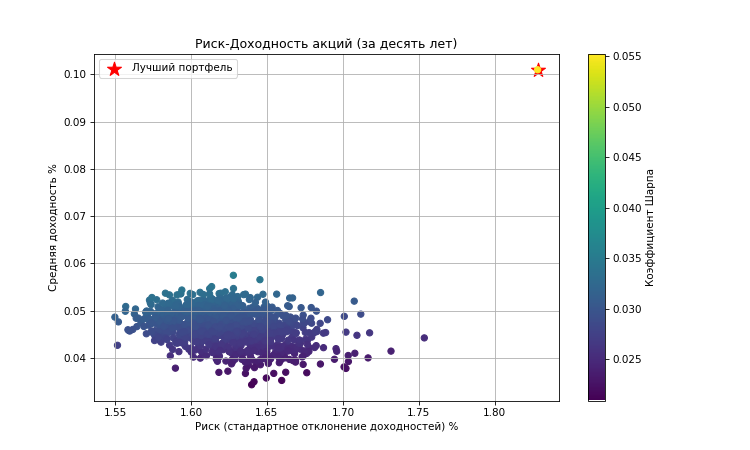 Риск-Доходность акций (за десять лет)
Лучший портфель
Средняя доходность %
0.10
0.09
0.08
0.07
0.06
0.05
0.04
1.55 1.60 1.65 1.70 1.75 1.80
Риск (стандартное отклонение доходностей) %
0.055
0.050
0.045
0.040
0.035
0.030
0.025
Коэффициент Шарпа